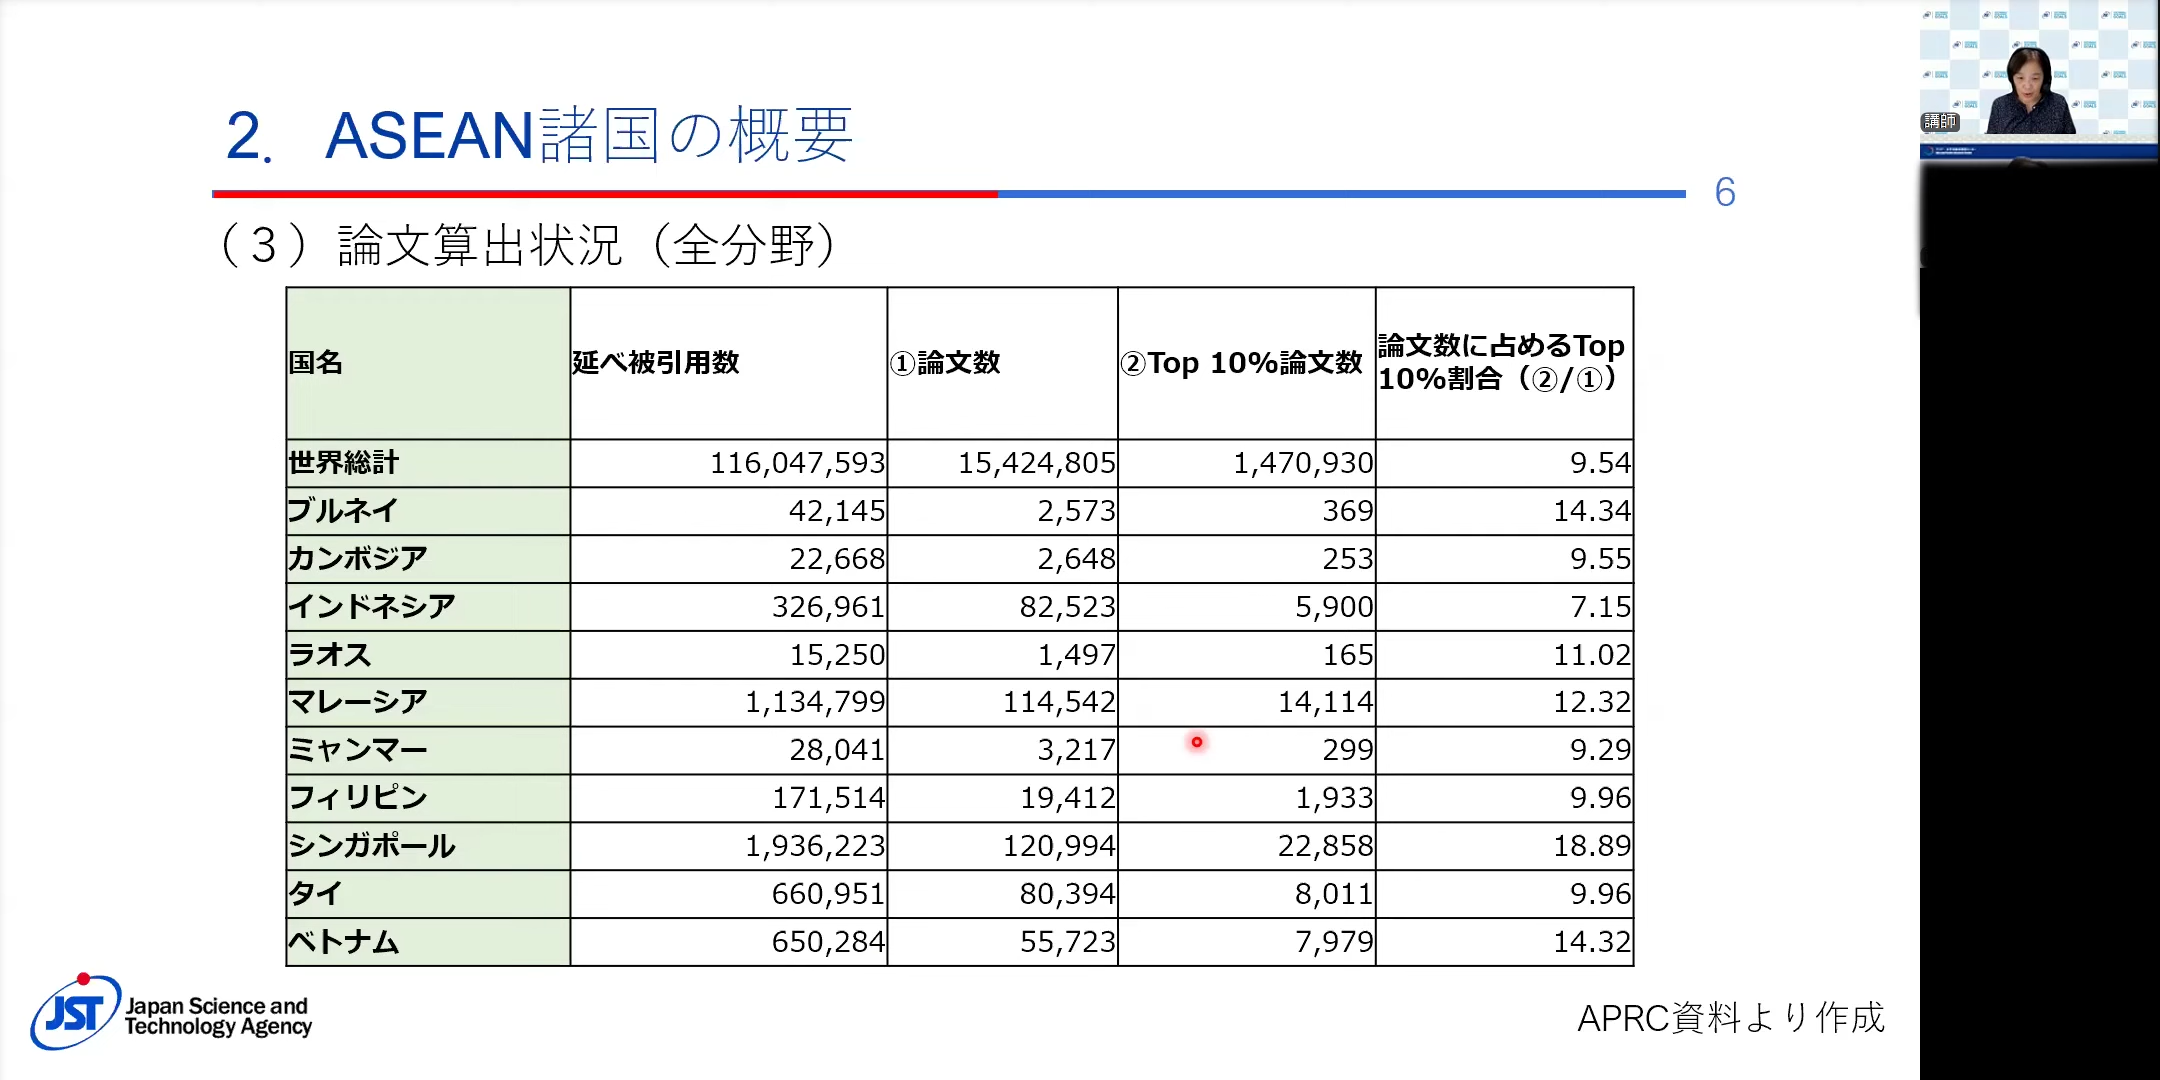 2. ASEAN諸国の概要
6
（３）論文算出状況（全分野）
国名 延べ被引用数 ①論文数 ②Top 10%論文数 論文数に占めるTop
10%割合（②/①）
世界総計 116,047,593 15,424,805 1,470,930 9.54
ブルネイ 42,145 2,573 369 14.34
カンボジア 22,668 2,648 253 9.55
インドネシア 326,961 82,523 5,900 7.15
ラオス 15,250 1,497 165 11.02
マレーシア 1,134,799 114,542 14,114 12.32
ミャンマー 28,041 3,217 299 9.29
フィリピン 171,514 19,412 1,933 9.96
シンガポール 1,936,223 120,994 22,858 18.89
タイ 660,951 80,394 8,011 9.96
ベトナム 650,284 55,723 7,979 14.32
JST Japan Science and
Technology Agency
APRC資料より作成
講師